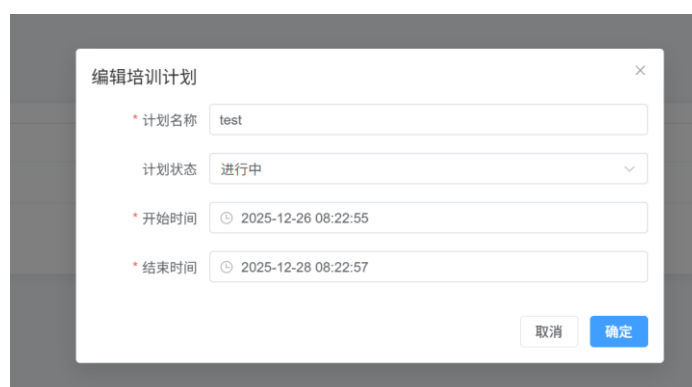 编辑培训计划
* 计划名称 test
计划状态 进行中
* 开始时间 2025-12-26 08:22:55
* 结束时间 2025-12-28 08:22:57
取消 确定